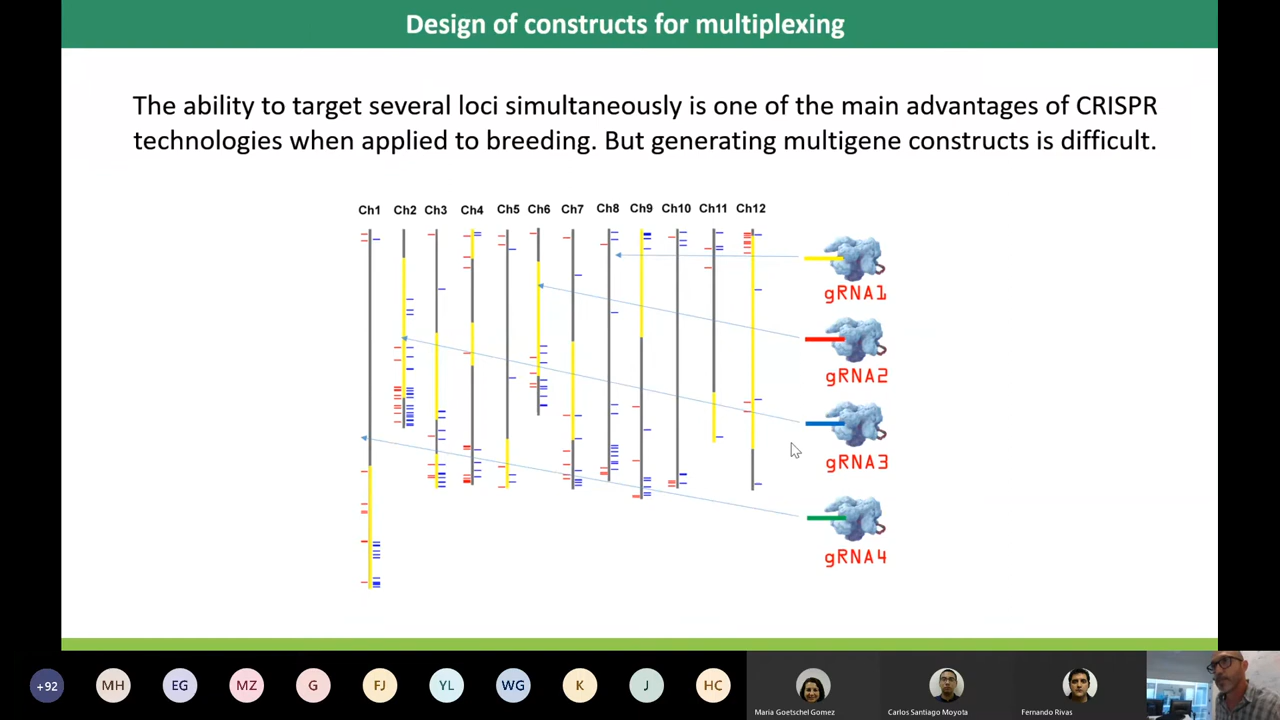 Design of constructs for multiplexing
The ability to target several loci simultaneously is one of the main advantages of CRISPR
technologies when applied to breeding. But generating multigene constructs is difficult.
Ch1 Ch2 Ch3 Ch4 Ch5 Ch6 Ch7 Ch8 Ch9 Ch10 Ch11 Ch12
gRNA1
gRNA2
gRNA3
gRNA4
+92 MH EG MZ G FJ YL WG K J HC
Maria Goetschel Gomez Carlos Santiago Moyota Fernando Rivas